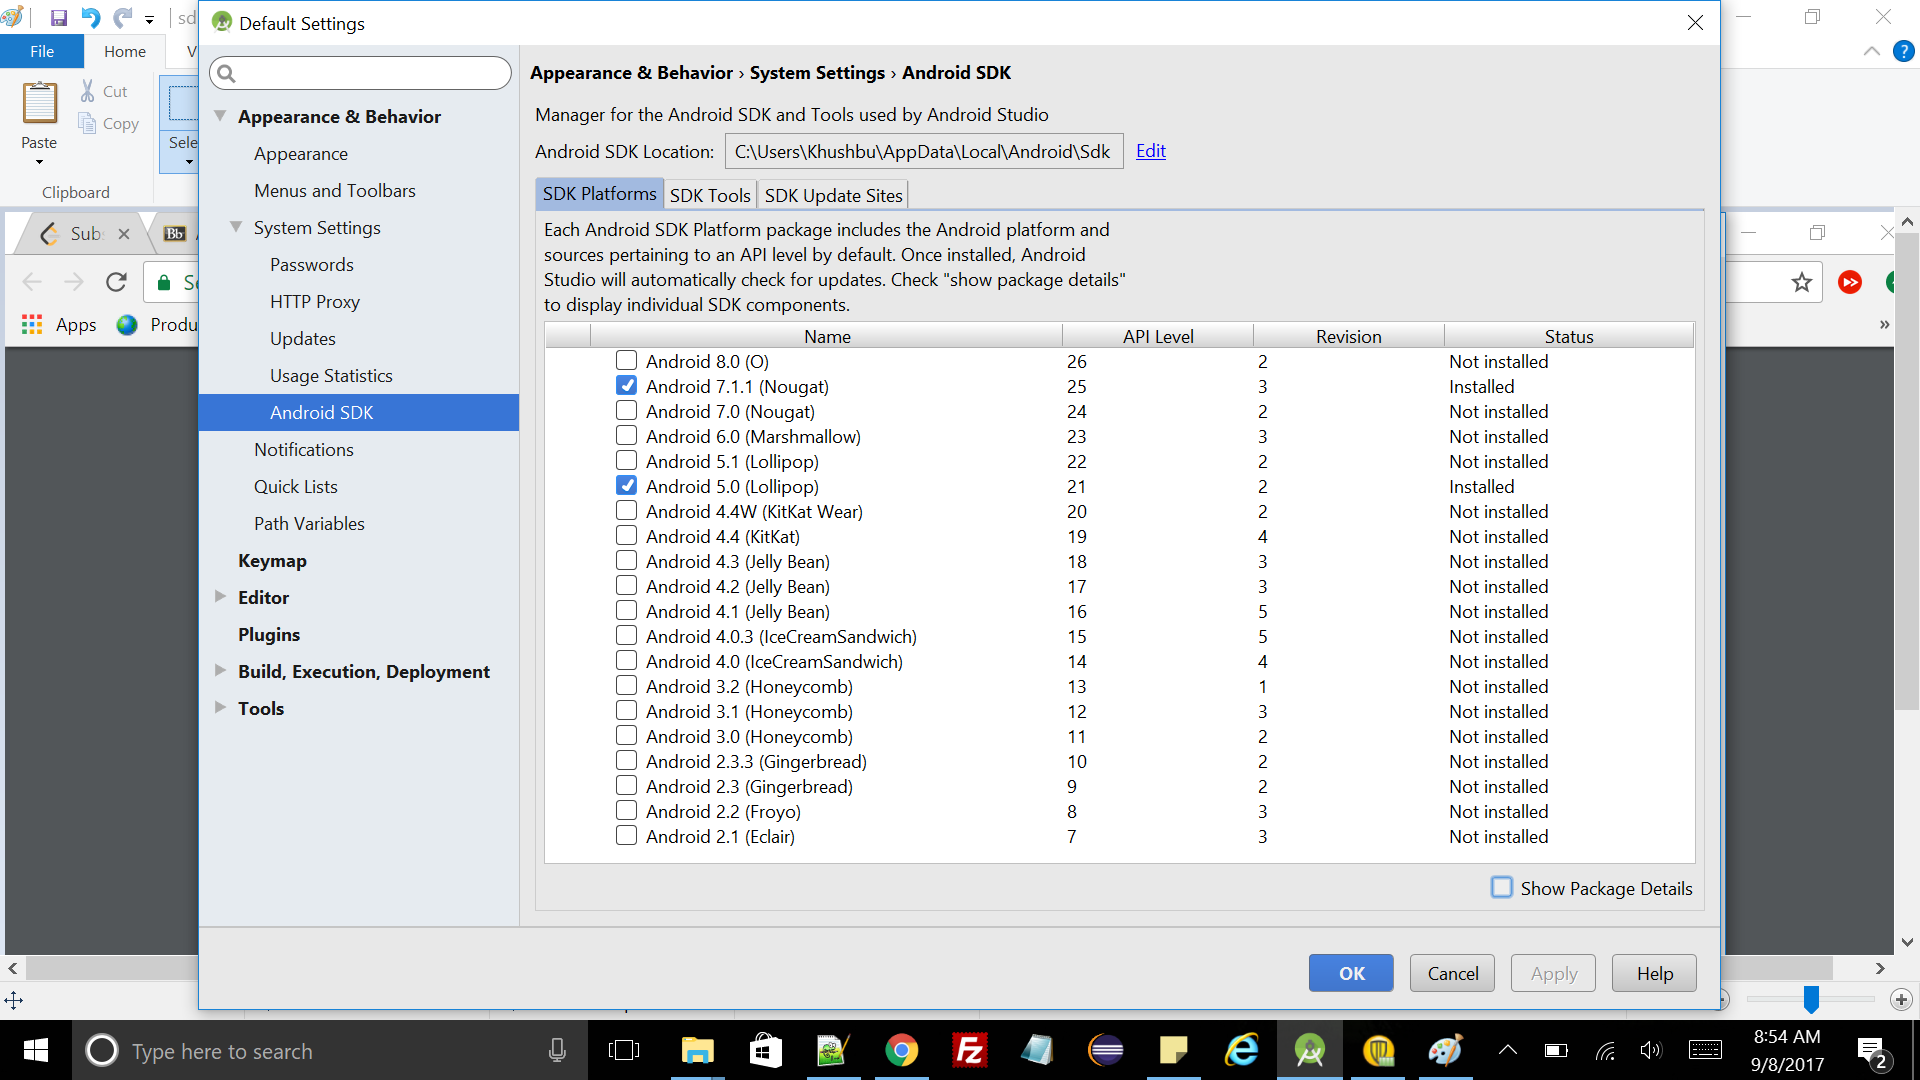 sd
Default Settings
File
Home
V
Cut
Copy
Paste
Sele
Clipboard
Sub
Bb
S
Apps
Produ
»
Appearance & Behavior
Appearance
Menus and Toolbars
System Settings
Passwords
HTTP Proxy
Updates
Usage Statistics
Android SDK
Notifications
Quick Lists
Path Variables
Keymap
Editor
Plugins
Build, Execution, Deployment
Tools
Appearance & Behavior › System Settings › Android SDK
Manager for the Android SDK and Tools used by Android Studio
Android SDK Location: C:\Users\Khushbu\AppData\Local\Android\Sdk Edit
SDK Platforms SDK Tools SDK Update Sites
Each Android SDK Platform package includes the Android platform and
sources pertaining to an API level by default. Once installed, Android
Studio will automatically check for updates. Check "show package details"
to display individual SDK components.
Name API Level Revision Status
Android 8.0 (O) 26 2 Not installed
Android 7.1.1 (Nougat) 25 3 Installed
Android 7.0 (Nougat) 24 2 Not installed
Android 6.0 (Marshmallow) 23 3 Not installed
Android 5.1 (Lollipop) 22 2 Not installed
Android 5.0 (Lollipop) 21 2 Installed
Android 4.4W (KitKat Wear) 20 2 Not installed
Android 4.4 (KitKat) 19 4 Not installed
Android 4.3 (Jelly Bean) 18 3 Not installed
Android 4.2 (Jelly Bean) 17 3 Not installed
Android 4.1 (Jelly Bean) 16 5 Not installed
Android 4.0.3 (IceCreamSandwich) 15 5 Not installed
Android 4.0 (IceCreamSandwich) 14 4 Not installed
Android 3.2 (Honeycomb) 13 1 Not installed
Android 3.1 (Honeycomb) 12 3 Not installed
Android 3.0 (Honeycomb) 11 2 Not installed
Android 2.3.3 (Gingerbread) 10 2 Not installed
Android 2.3 (Gingerbread) 9 2 Not installed
Android 2.2 (Froyo) 8 3 Not installed
Android 2.1 (Eclair) 7 3 Not installed
Show Package Details
OK Cancel Apply Help
Type here to search
Fz
8:54 AM
9/8/2017
2